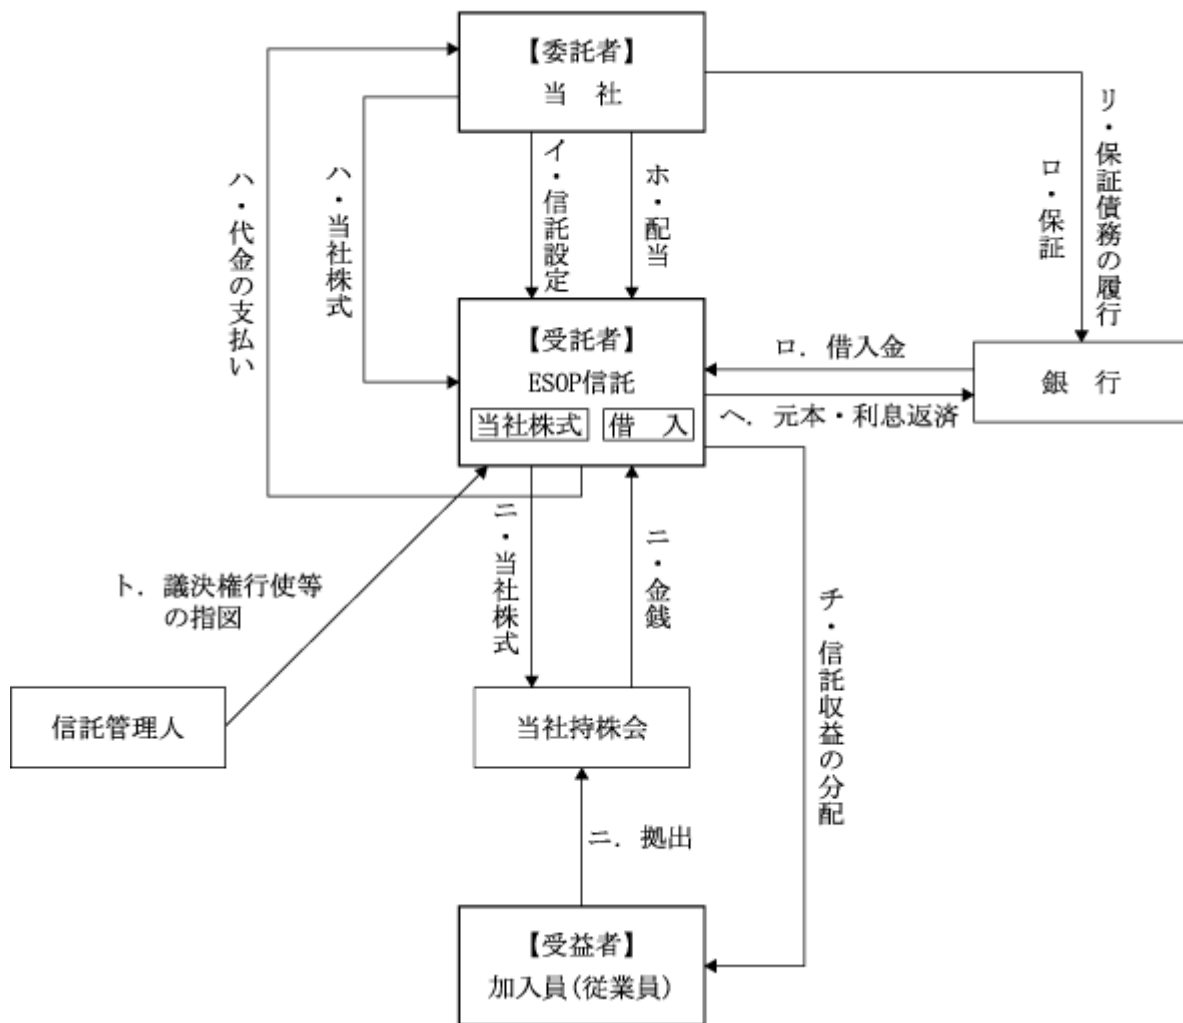 【委託者】
当 社
ハ・代金の支払い
ハ・当社株式
イ・信託設定
ホ・配当
ロ・保証
リ・保証債務の履行
【受託者】
ESOP信託
当社株式
借 入
ロ．借入金
ヘ．元本・利息返済
銀 行
ト．議決権行使等
の指図
ニ・当社株式
ニ・金銭
チ・信託収益の分配
信託管理人
当社持株会
ニ．拠出
【受益者】
加入員(従業員)